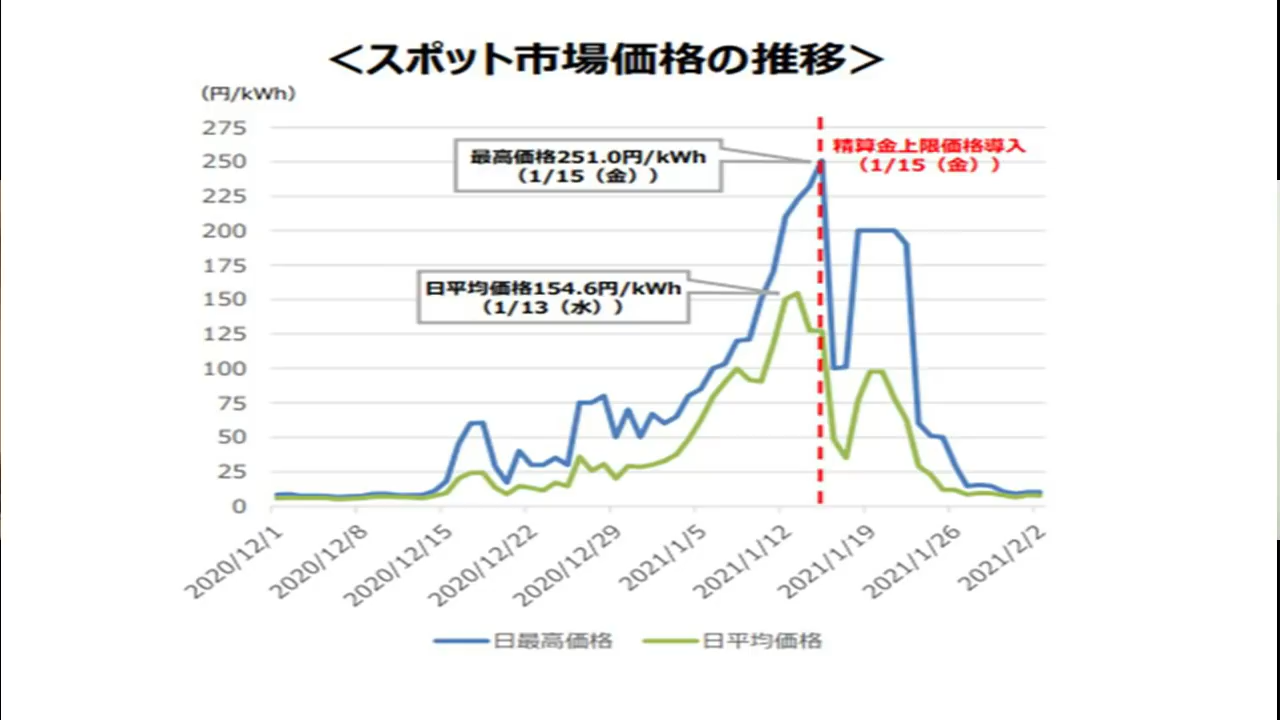 ＜スポット市場価格の推移＞
（円/kWh）
275
250
225
200
175
150
125
100
75
50
25
0
最高価格251.0円/kWh
（1/15（金））
精算金上限価格導入
（1/15（金））
日平均価格154.6円/kWh
（1/13（水））
2020/12/1
2020/12/8
2020/12/15
2020/12/22
2020/12/29
2021/1/5
2021/1/12
2021/1/19
2021/1/26
2021/2/2
日最高価格
日平均価格